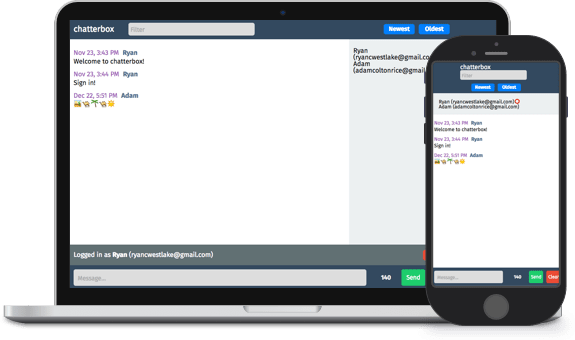 chatterbox Filter Newest Oldest
Nov 23, 3:43 PM Ryan
Welcome to chatterbox!
Nov 23, 3:44 PM Ryan
Sign in!
Dec 22, 5:51 PM Adam
Ryan
(ryancwestlake@gmail.com)
Adam
(adamcoltonrice@gmail
Logged in as Ryan (ryancwestlake@gmail.com)
Message... 140 Send
chatterbox
Filter
Newest Oldest
Ryan (ryancwestlake@gmail.com)
Adam (adamcoltonrice@gmail.com)
Nov 23, 3:43 PM Ryan
Welcome to chatterbox!
Nov 23, 3:44 PM Ryan
Sign in!
Dec 22, 5:51 PM Adam
Message... 140 Send Clear